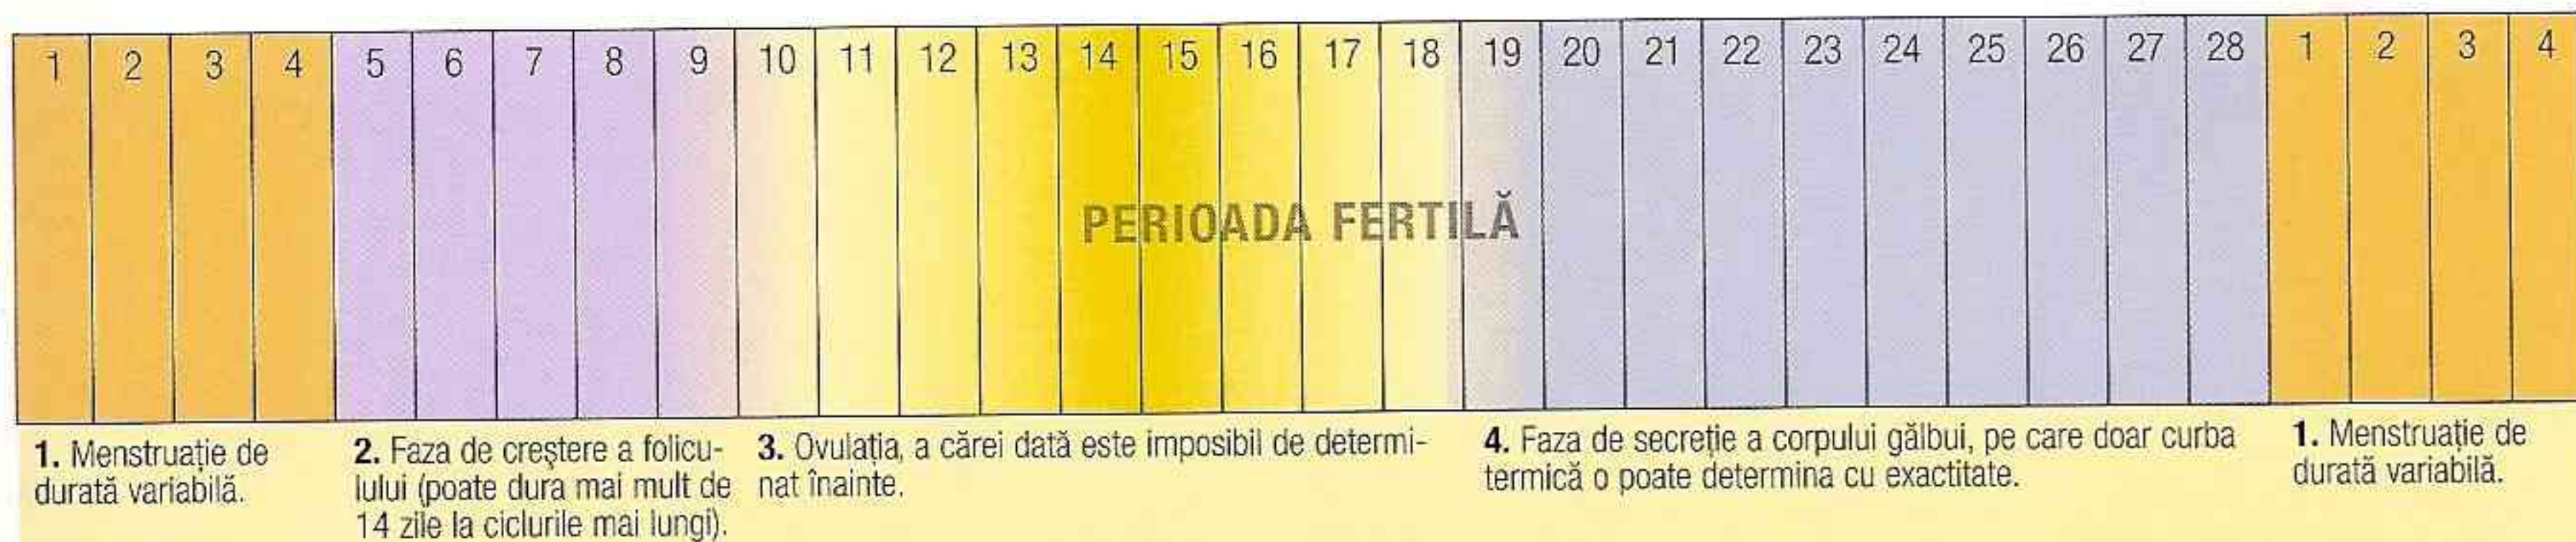 1 2 3 4 5 6 7 8 9 10 11 12 13 14 15 16 17 18 19 20 21 22 23 24 25 26 27 28 1 2 3 4
PERIOADA FERTILĂ
1. Menstruație de
durată variabilă.
2. Faza de creștere a folicu-
lului (poate dura mai mult de
14 zile la ciclurile mai lungi).
3. Ovulația, a cărei dată este imposibil de determi-
nat înainte.
4. Faza de secreție a corpului gălbui, pe care doar curba
termică o poate determina cu exactitate.
1. Menstruație de
durată variabilă.